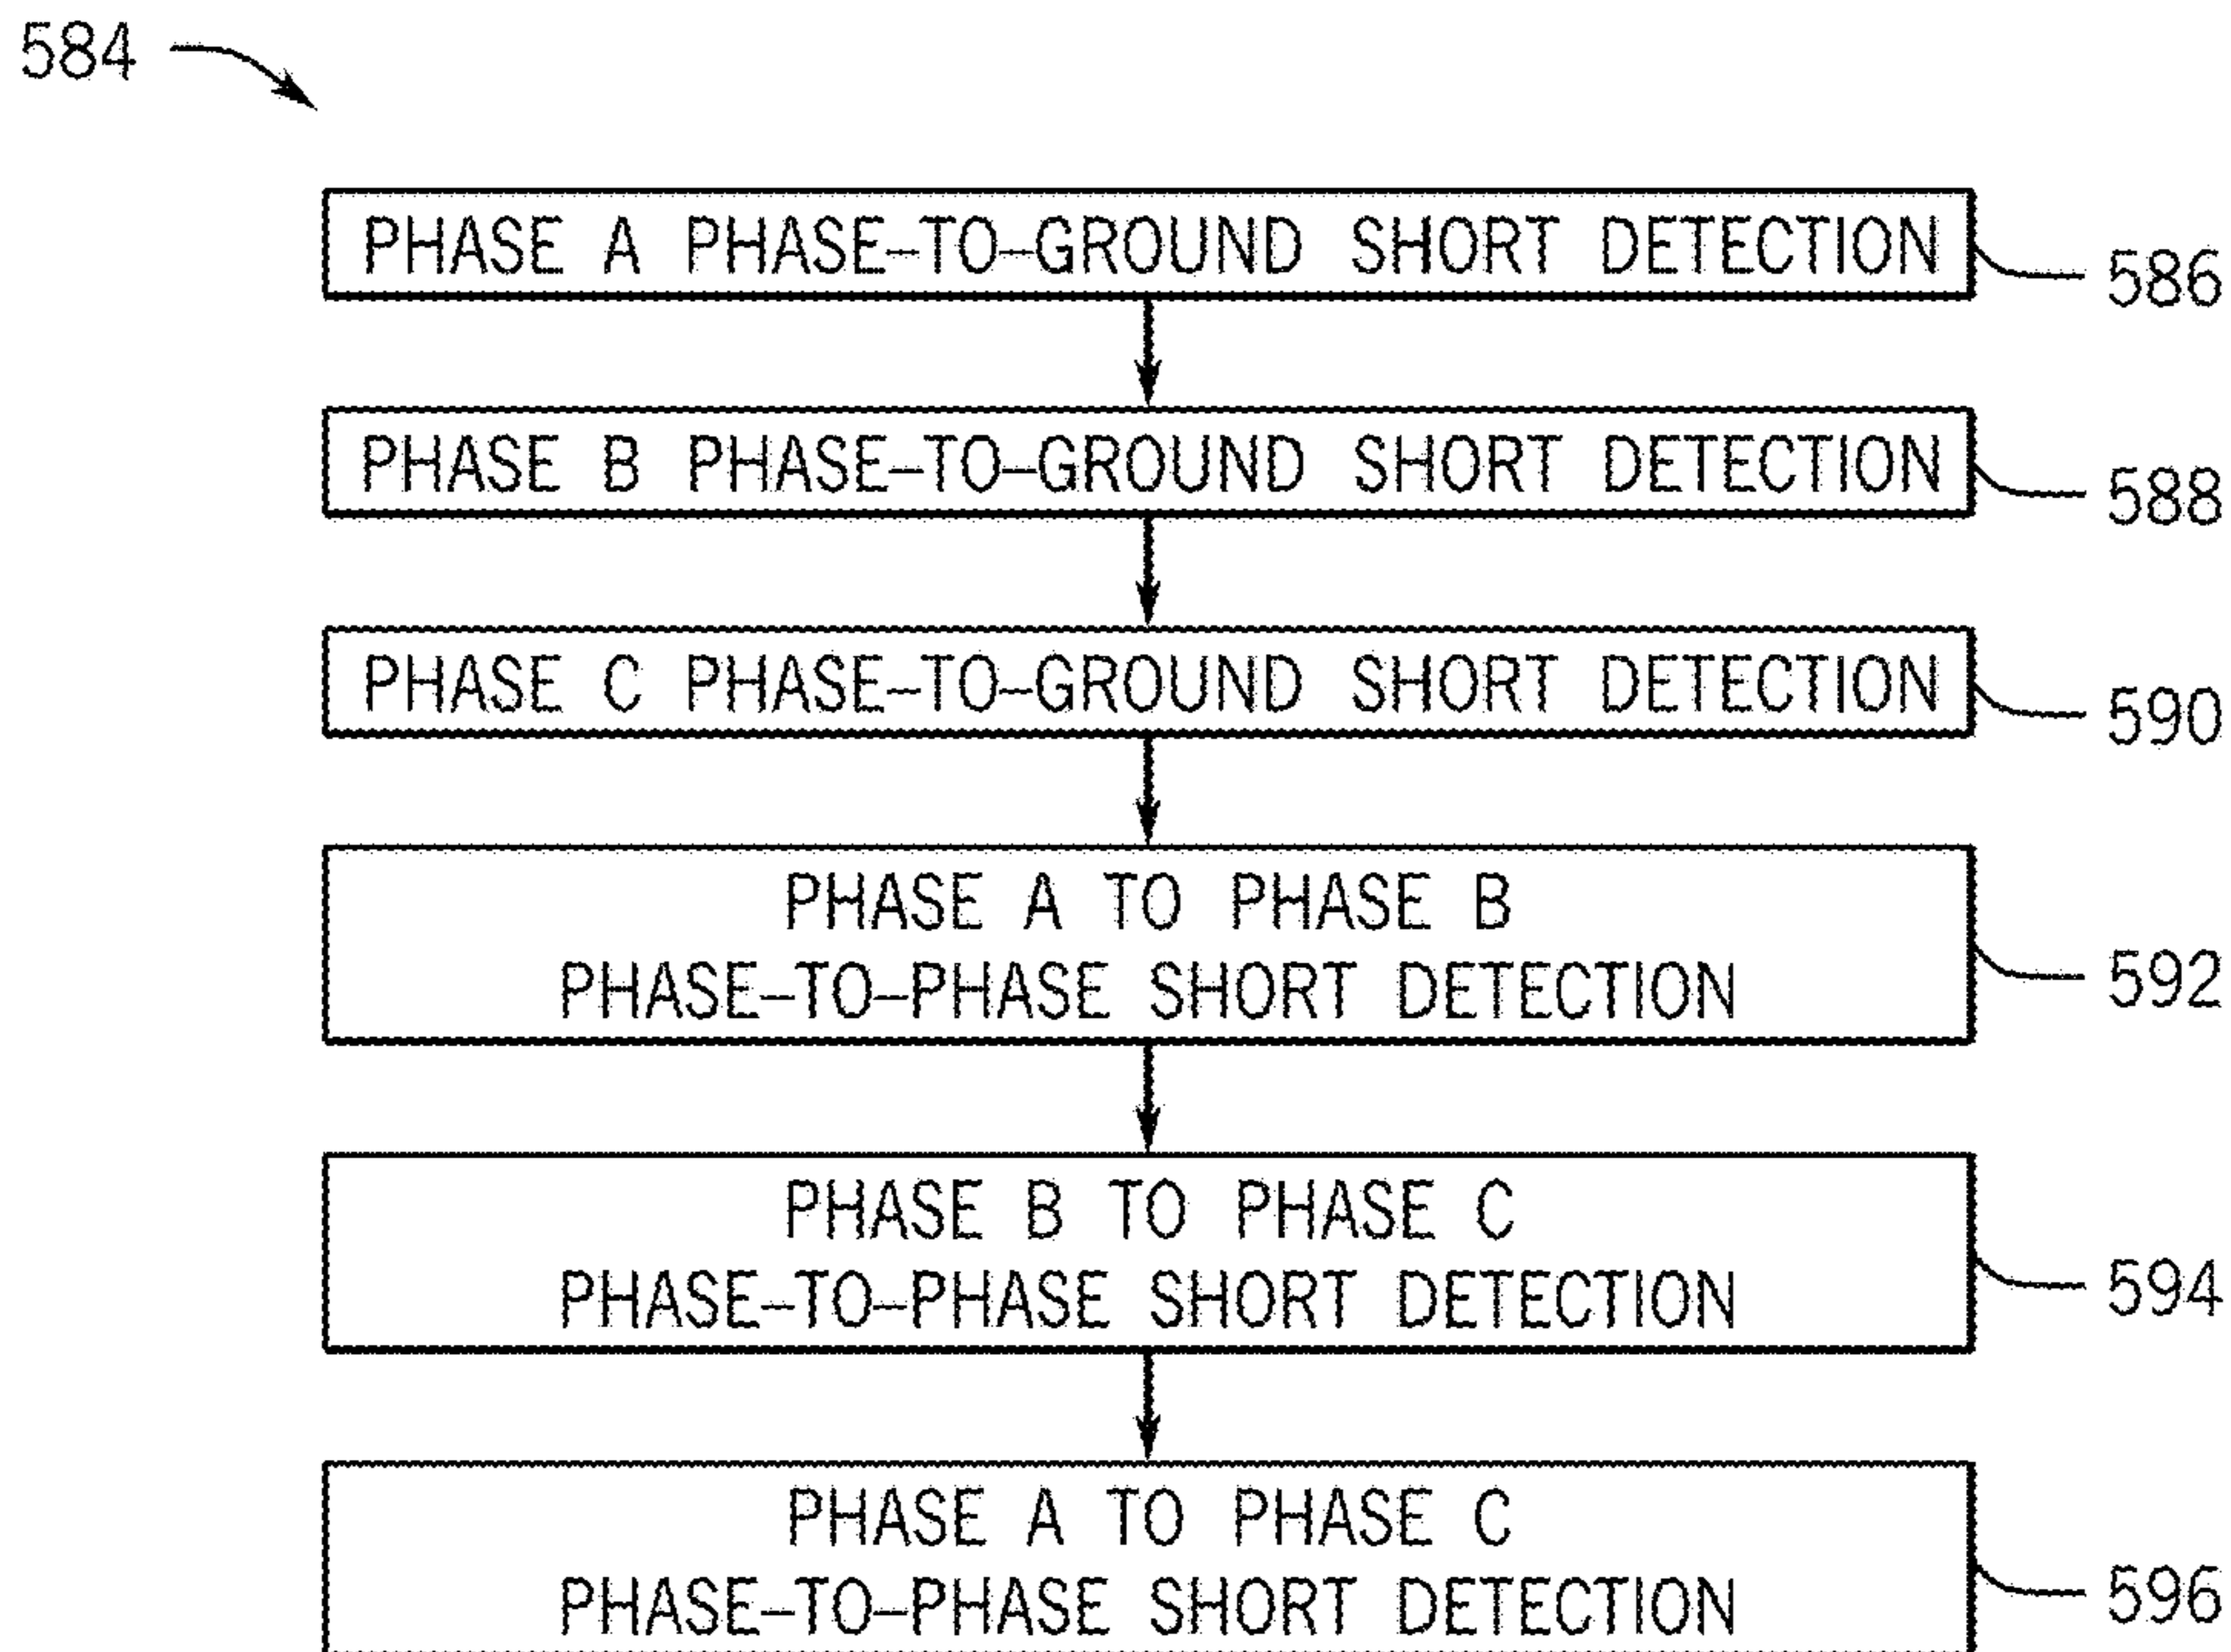 584
PHASE A PHASE-TO-GROUND SHORT DETECTION
586
PHASE B PHASE-TO-GROUND SHORT DETECTION
588
PHASE C PHASE-TO-GROUND SHORT DETECTION
590
PHASE A TO PHASE B
PHASE-TO-PHASE SHORT DETECTION
592
PHASE B TO PHASE C
PHASE-TO-PHASE SHORT DETECTION
594
PHASE A TO PHASE C
PHASE-TO-PHASE SHORT DETECTION
596